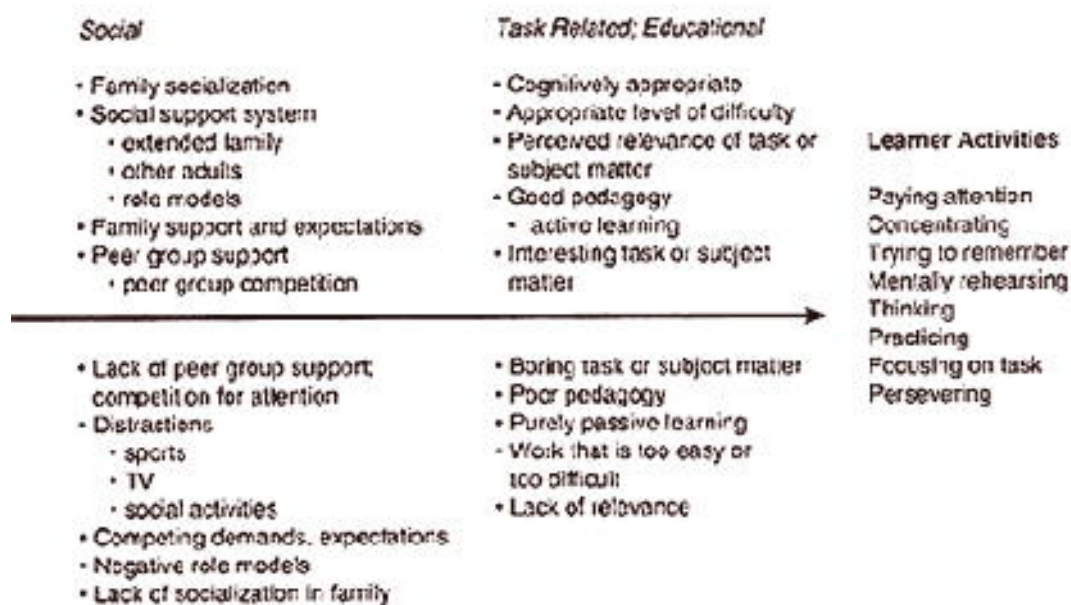 Social
- Family socialization
• Social support system
• extended family
• other adults
• role models
• Family support and expectations
• Peer group support
• peer group competition
Task Related; Educational
- Cognitively appropriate
- Appropriate level of difficulty
• Perceived relevance of task or
subject matter
- Good pedagogy
- active learning
• Interesting task or subject
matter
Learner Activities
Paying attention
Concentrating
Trying to remember
Mentally rehearsing
Thinking
Practicing
Focusing on task
Persevering
• Lack of peer group support;
competition for attention
- Distractions
• sports
• TV
• social activities
• Competing demands, expectations
- Negative role models
• Lack of socialization in family
• Boring task or subject matter
• Poor pedagogy
• Purely passive learning
- Work that is too easy or
too difficult
• Lack of relevance